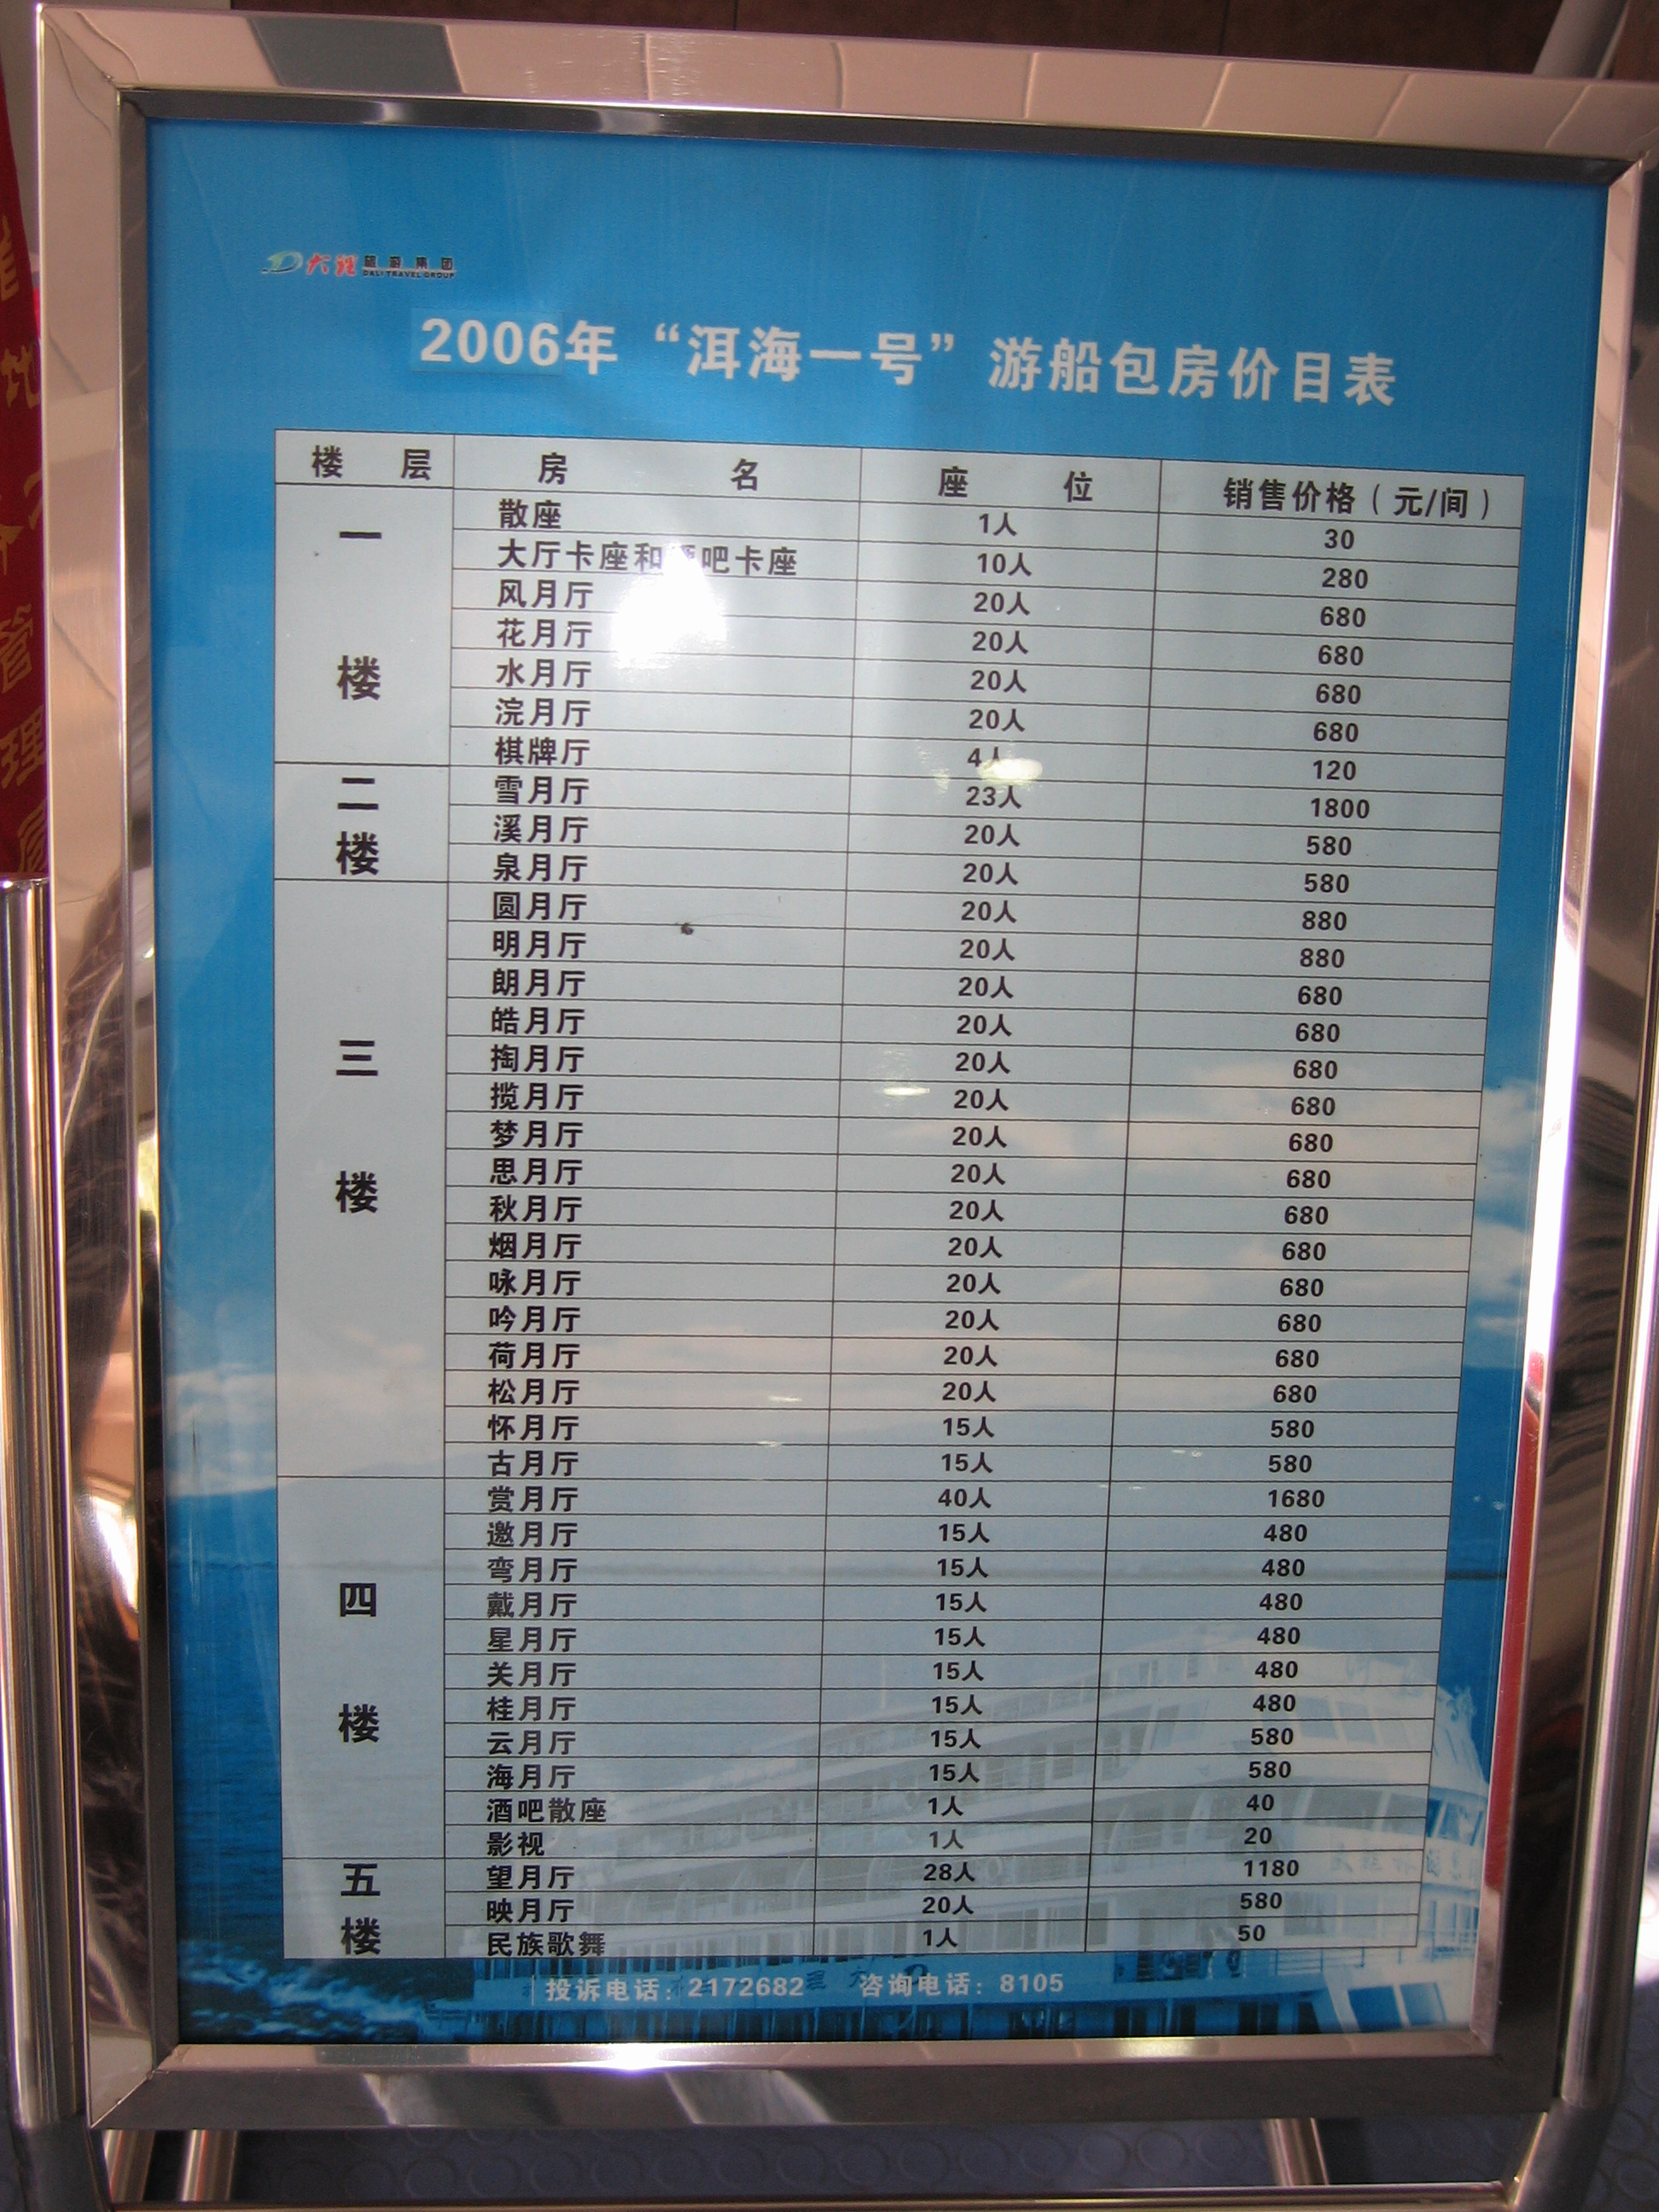 大理 旅游集团
DALI TRAVEL GROUP
2006年“洱海一号”游船包房价目表
楼层 房名 座位 销售价格（元/间）
一楼
散座 1人 30
大厅卡座和酒吧卡座 10人 280
风月厅 20人 680
花月厅 20人 680
水月厅 20人 680
浣月厅 20人 680
棋牌厅 4人 120
二楼
雪月厅 23人 1800
溪月厅 20人 580
泉月厅 20人 580
三楼
圆月厅 20人 880
明月厅 20人 880
朗月厅 20人 680
皓月厅 20人 680
掏月厅 20人 680
揽月厅 20人 680
梦月厅 20人 680
思月厅 20人 680
秋月厅 20人 680
烟月厅 20人 680
咏月厅 20人 680
吟月厅 20人 680
荷月厅 20人 680
松月厅 20人 680
怀月厅 15人 580
古月厅 15人 580
四楼
赏月厅 40人 1680
邀月厅 15人 480
弯月厅 15人 480
戴月厅 15人 480
星月厅 15人 480
关月厅 15人 480
桂月厅 15人 480
云月厅 15人 580
海月厅 15人 580
酒吧散座 1人 40
影视 1人 20
五楼
望月厅 28人 1180
映月厅 20人 580
民族歌舞 1人 50
投诉电话：2172682 咨询电话：8105
管
理
局